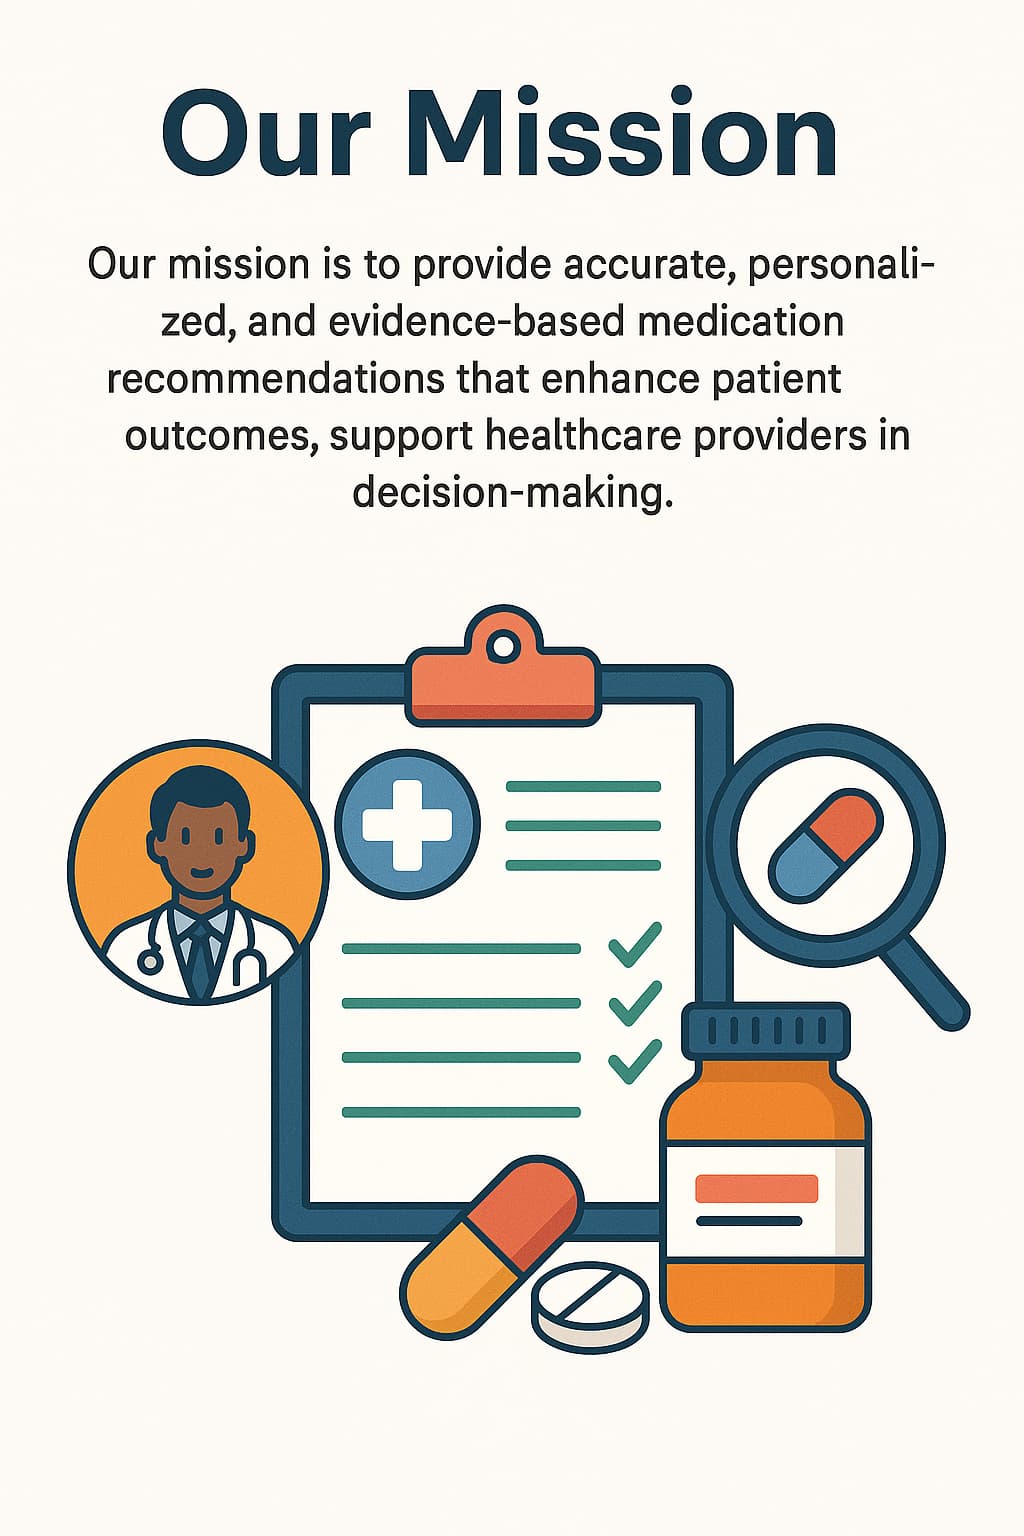 Our Mission
Our mission is to provide accurate, personali-
zed, and evidence-based medication
recommendations that enhance patient
outcomes, support healthcare providers in
decision-making.